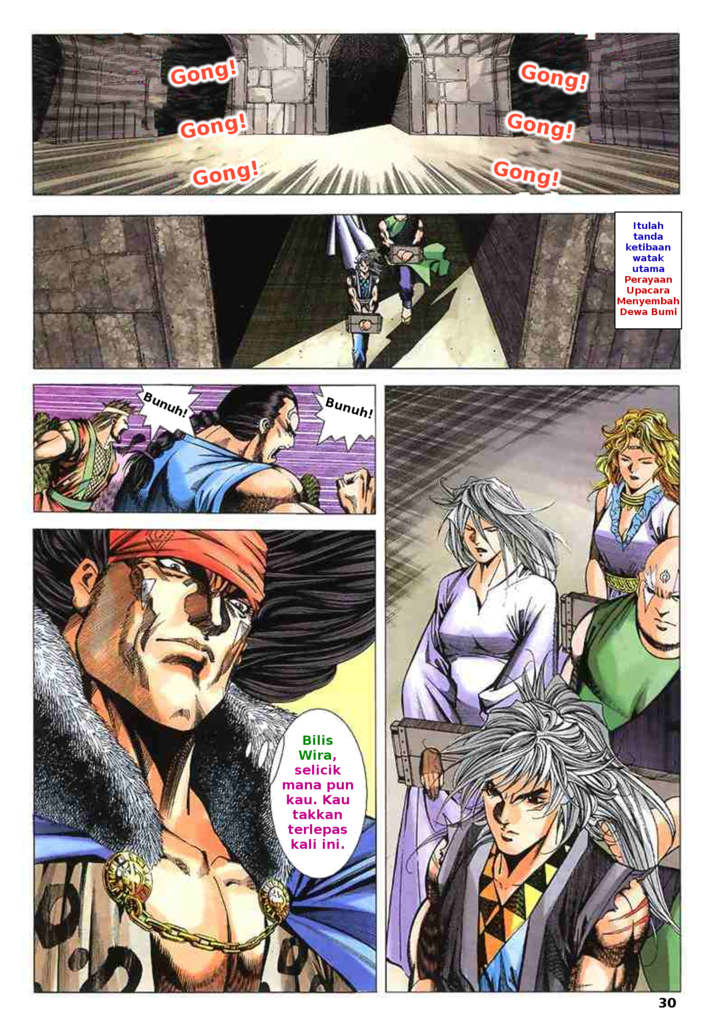 Gong!
Gong!
Gong!
Gong!
Gong!
Gong!
Itulah
tanda
ketibaan
watak
utama
Perayaan
Upacara
Menyembah
Dewa Bumi
Bunuh!
Bunuh!
Bilis
Wira,
selicik
mana pun
kau. Kau
takkan
terlepas
kali ini.
30